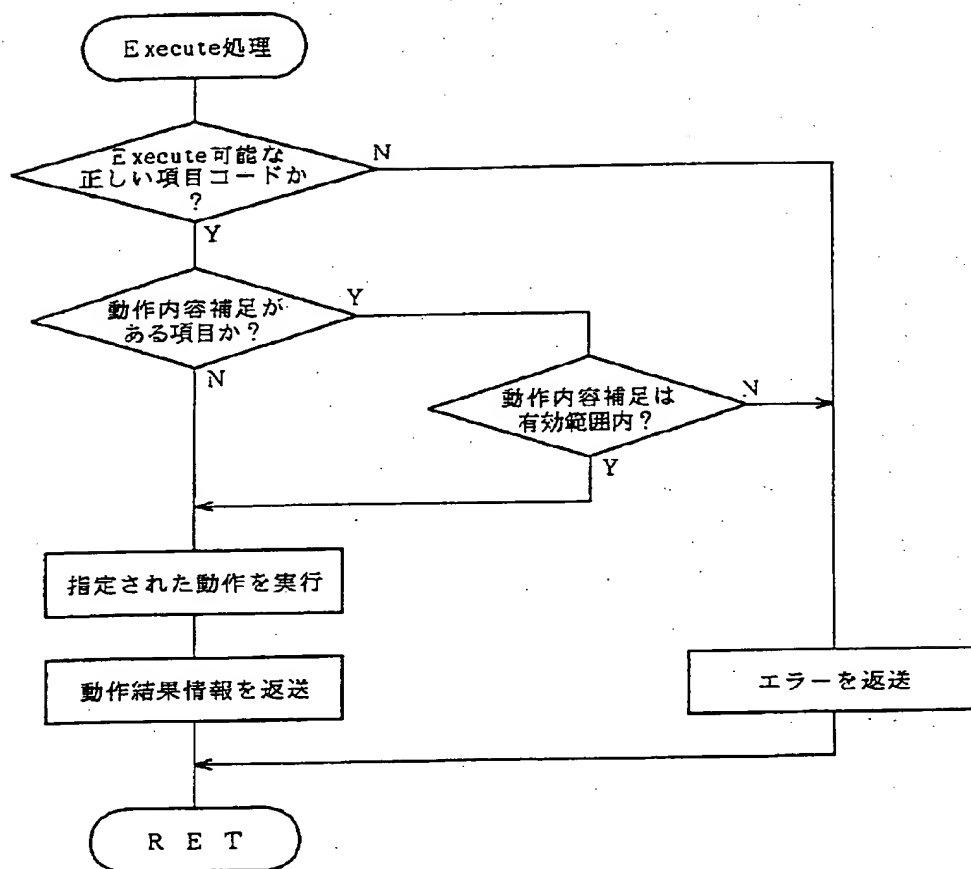 Execute処理
Execute可能な
正しい項目コードか
?
N
Y
動作内容補足が
ある項目か?
Y
N
動作内容補足は
有効範囲内?
N
Y
指定された動作を実行
動作結果情報を返送
エラーを返送
RET